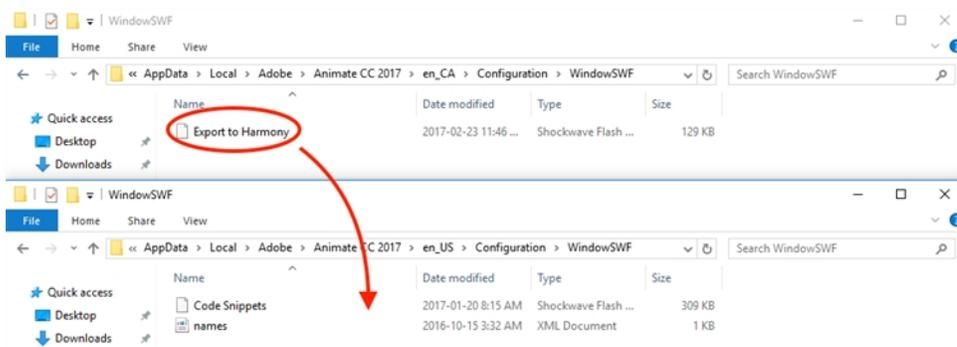 WindowSWF
File Home Share View
« AppData > Local > Adobe > Animate CC 2017 > en_CA > Configuration > WindowSWF Search WindowSWF
Name Date modified Type Size
Quick access
Export to Harmony 2017-02-23 11:46 ... Shockwave Flash ... 129 KB
Desktop
Downloads
WindowSWF
File Home Share View
« AppData > Local > Adobe > Animate CC 2017 > en_US > Configuration > WindowSWF Search WindowSWF
Name Date modified Type Size
Quick access
Code Snippets 2017-01-20 8:15 AM Shockwave Flash ... 309 KB
Desktop
names 2016-10-15 3:32 AM XML Document 1 KB
Downloads